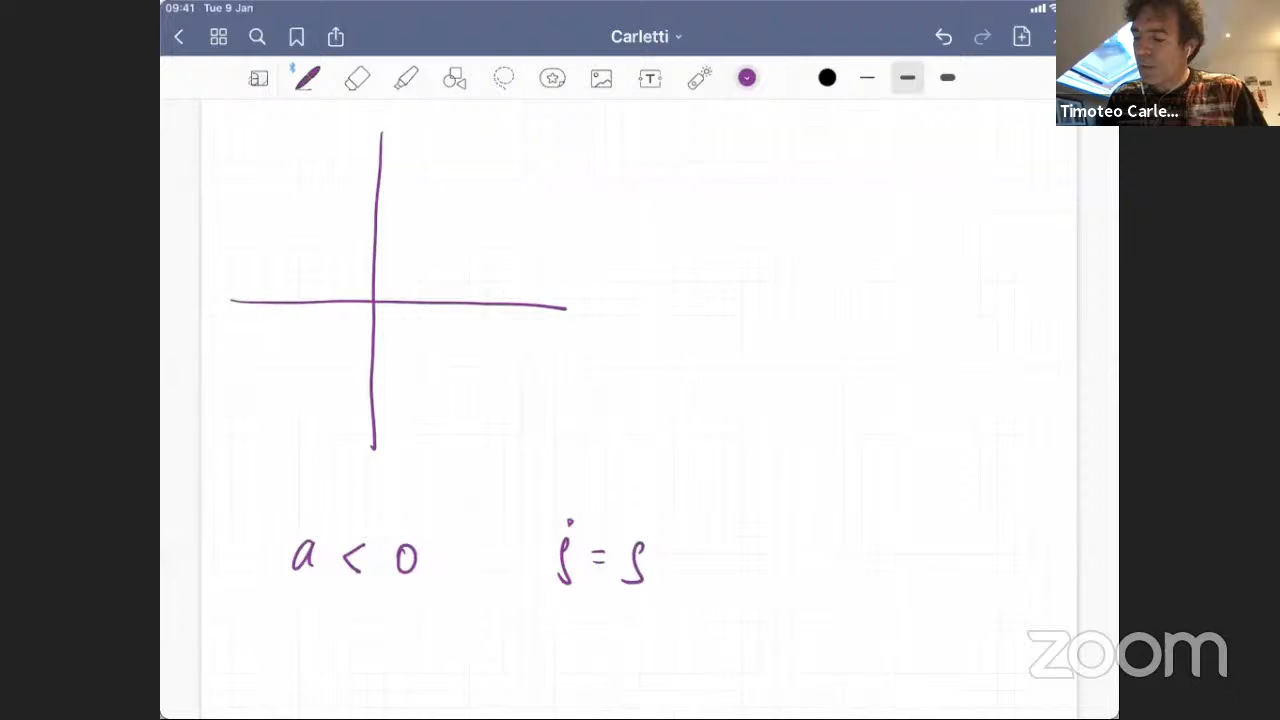 09:41 Tue 9 Jan
Carletti
T
Timoteo Carle...
a < 0 ρ̇ = ρ
zoom